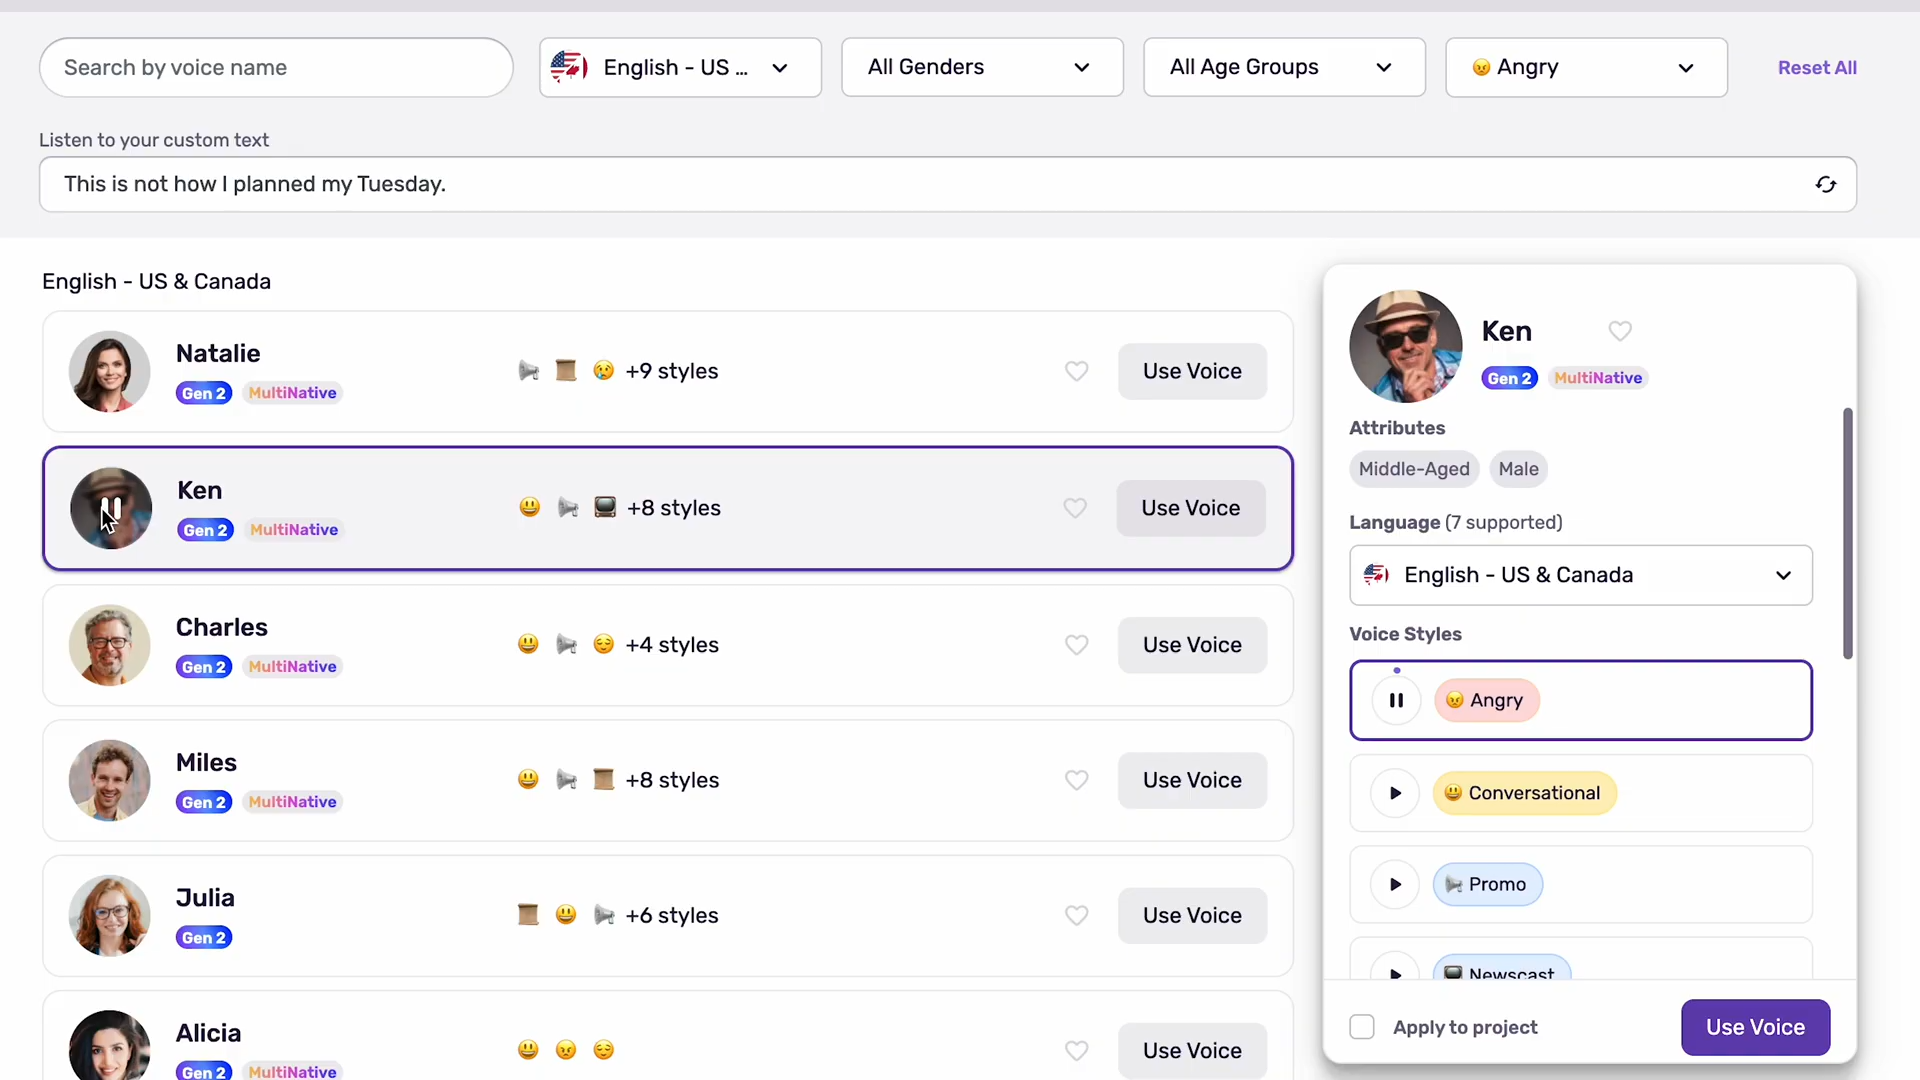 Search by voice name
English - US ...
All Genders
All Age Groups
Angry
Reset All
Listen to your custom text
This is not how I planned my Tuesday.
English - US & Canada
Natalie
Gen 2 MultiNative
+9 styles
Use Voice
Ken
Gen 2 MultiNative
+8 styles
Use Voice
Charles
Gen 2 MultiNative
+4 styles
Use Voice
Miles
Gen 2 MultiNative
+8 styles
Use Voice
Julia
Gen 2
+6 styles
Use Voice
Alicia
Gen 2 MultiNative
Use Voice
Ken
Gen 2 MultiNative
Attributes
Middle-Aged Male
Language (7 supported)
English - US & Canada
Voice Styles
Angry
Conversational
Promo
Newscast
Apply to project
Use Voice